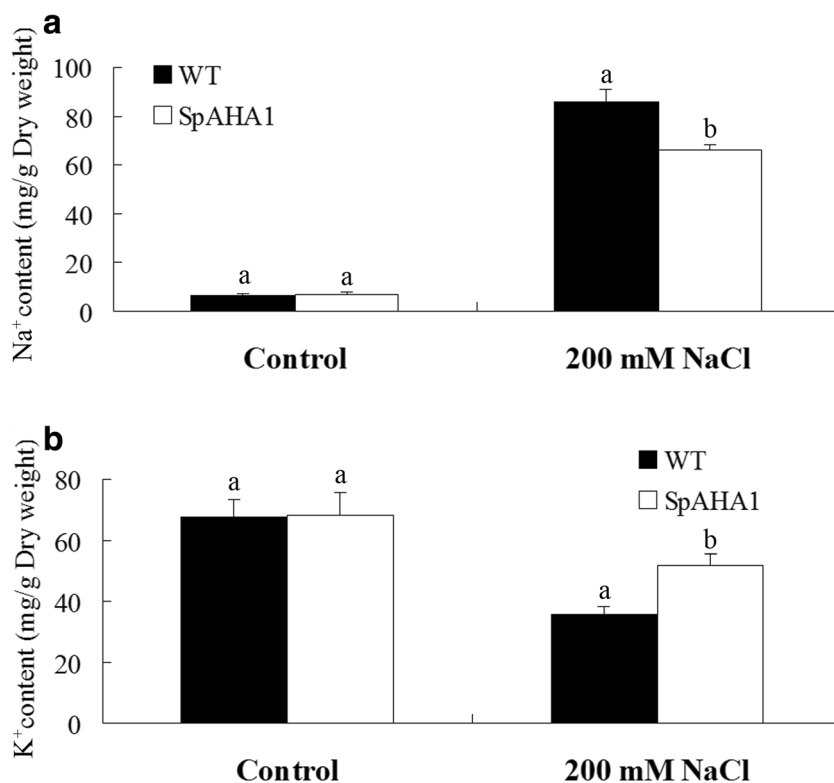 a
Na⁺ content (mg/g Dry weight)
100
80
60
40
20
0
WT
SpAHA1
a
a
a
b
Control
200 mM NaCl
b
K⁺content (mg/g Dry weight)
80
60
40
20
0
WT
SpAHA1
a
a
a
b
Control
200 mM NaCl